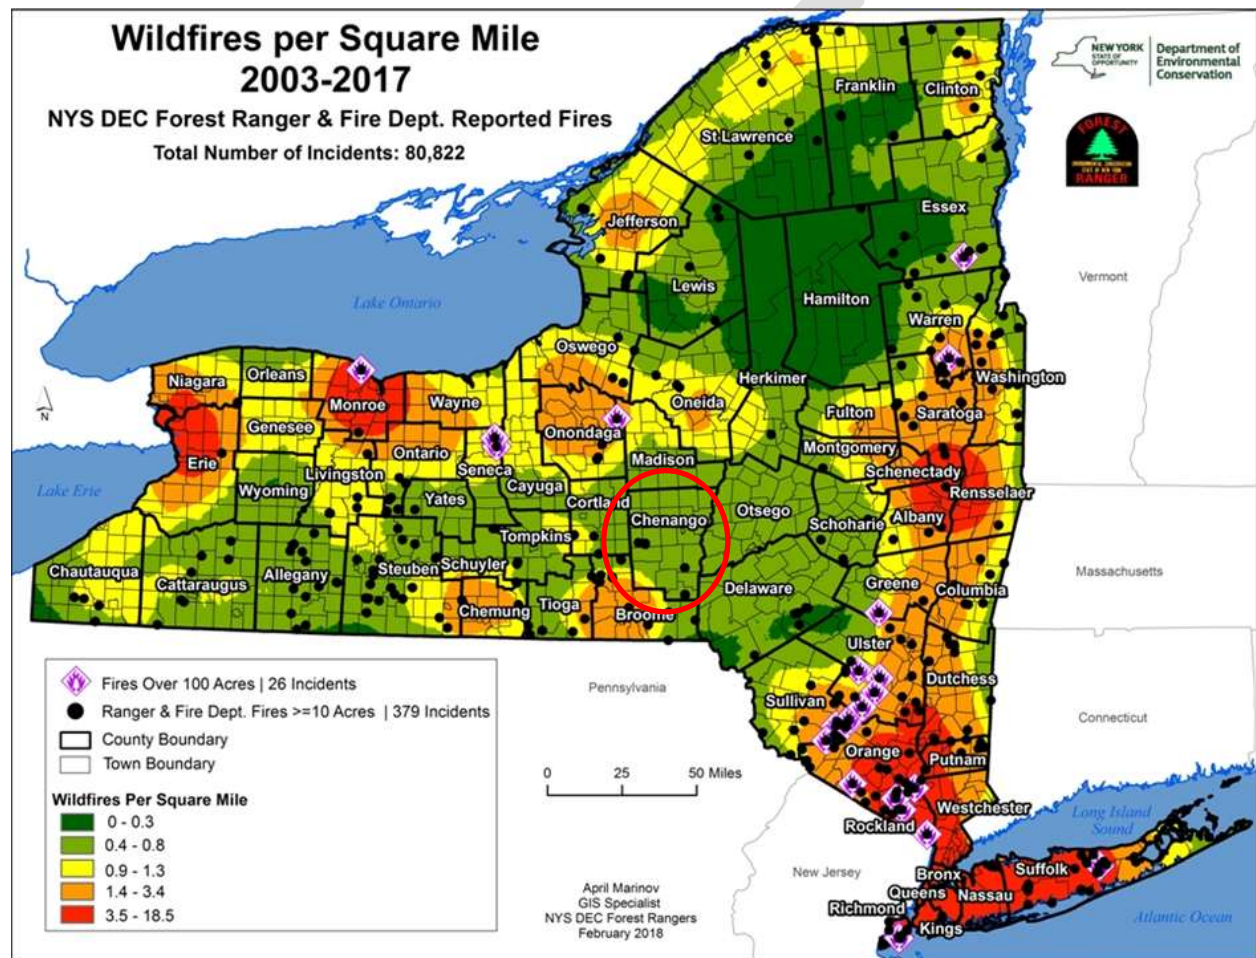 Wildfires per Square Mile
2003-2017
NYS DEC Forest Ranger & Fire Dept. Reported Fires
Total Number of Incidents: 80,822
NEW YORK
STATE OF
OPPORTUNITY
Department of
Environmental
Conservation
FOREST
ENVIRONMENTAL CONSERVATION
STATE OF NEW YORK
RANGER
Franklin
Clinton
St Lawrence
Essex
Jefferson
Lewis
Hamilton
Vermont
Lake Ontario
Warren
Oswego
Herkimer
Washington
Niagara
Orleans
Monroe
Wayne
Oneida
Fulton
Saratoga
N
Genesee
Onondaga
Montgomery
Erie
Ontario
Seneca
Madison
Schenectady
Livingston
Cayuga
Rensselaer
Lake Erie
Wyoming
Yates
Cortland
Otsego
Chenango
Albany
Schoharie
Tompkins
Chautauqua
Cattaraugus
Allegany
Steuben
Schuyler
Massachusetts
Delaware
Greene
Columbia
Chemung
Tioga
Broome
Ulster
Dutchess
Pennsylvania
Sullivan
Connecticut
Orange
Putnam
Westchester
Rockland
Long Island
Sound
New Jersey
Bronx
Suffolk
Queens
Nassau
Richmond
Kings
Atlantic Ocean
Fires Over 100 Acres | 26 Incidents
Ranger & Fire Dept. Fires >=10 Acres | 379 Incidents
County Boundary
Town Boundary
Wildfires Per Square Mile
0 - 0.3
0.4 - 0.8
0.9 - 1.3
1.4 - 3.4
3.5 - 18.5
0 25 50 Miles
April Marinov
GIS Specialist
NYS DEC Forest Rangers
February 2018